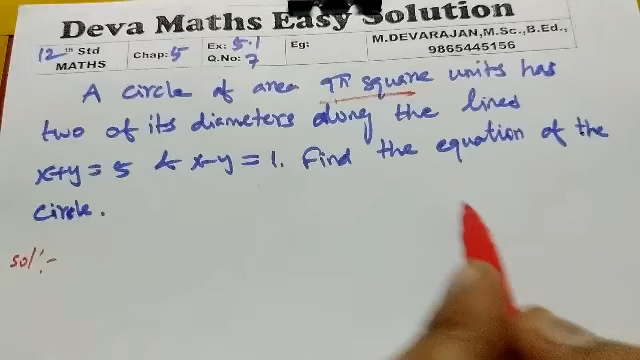 Deva Maths Easy Solution
12th Std MATHS Chap: 5 Ex: 5.1 Q.No: 7 Eg: M.DEVARAJAN,M.Sc.,B.Ed., 9865445156
A circle of area 9π square units has
two of its diameters along the lines
x+y = 5 & x-y = 1. Find the equation of the
circle.
Sol:-